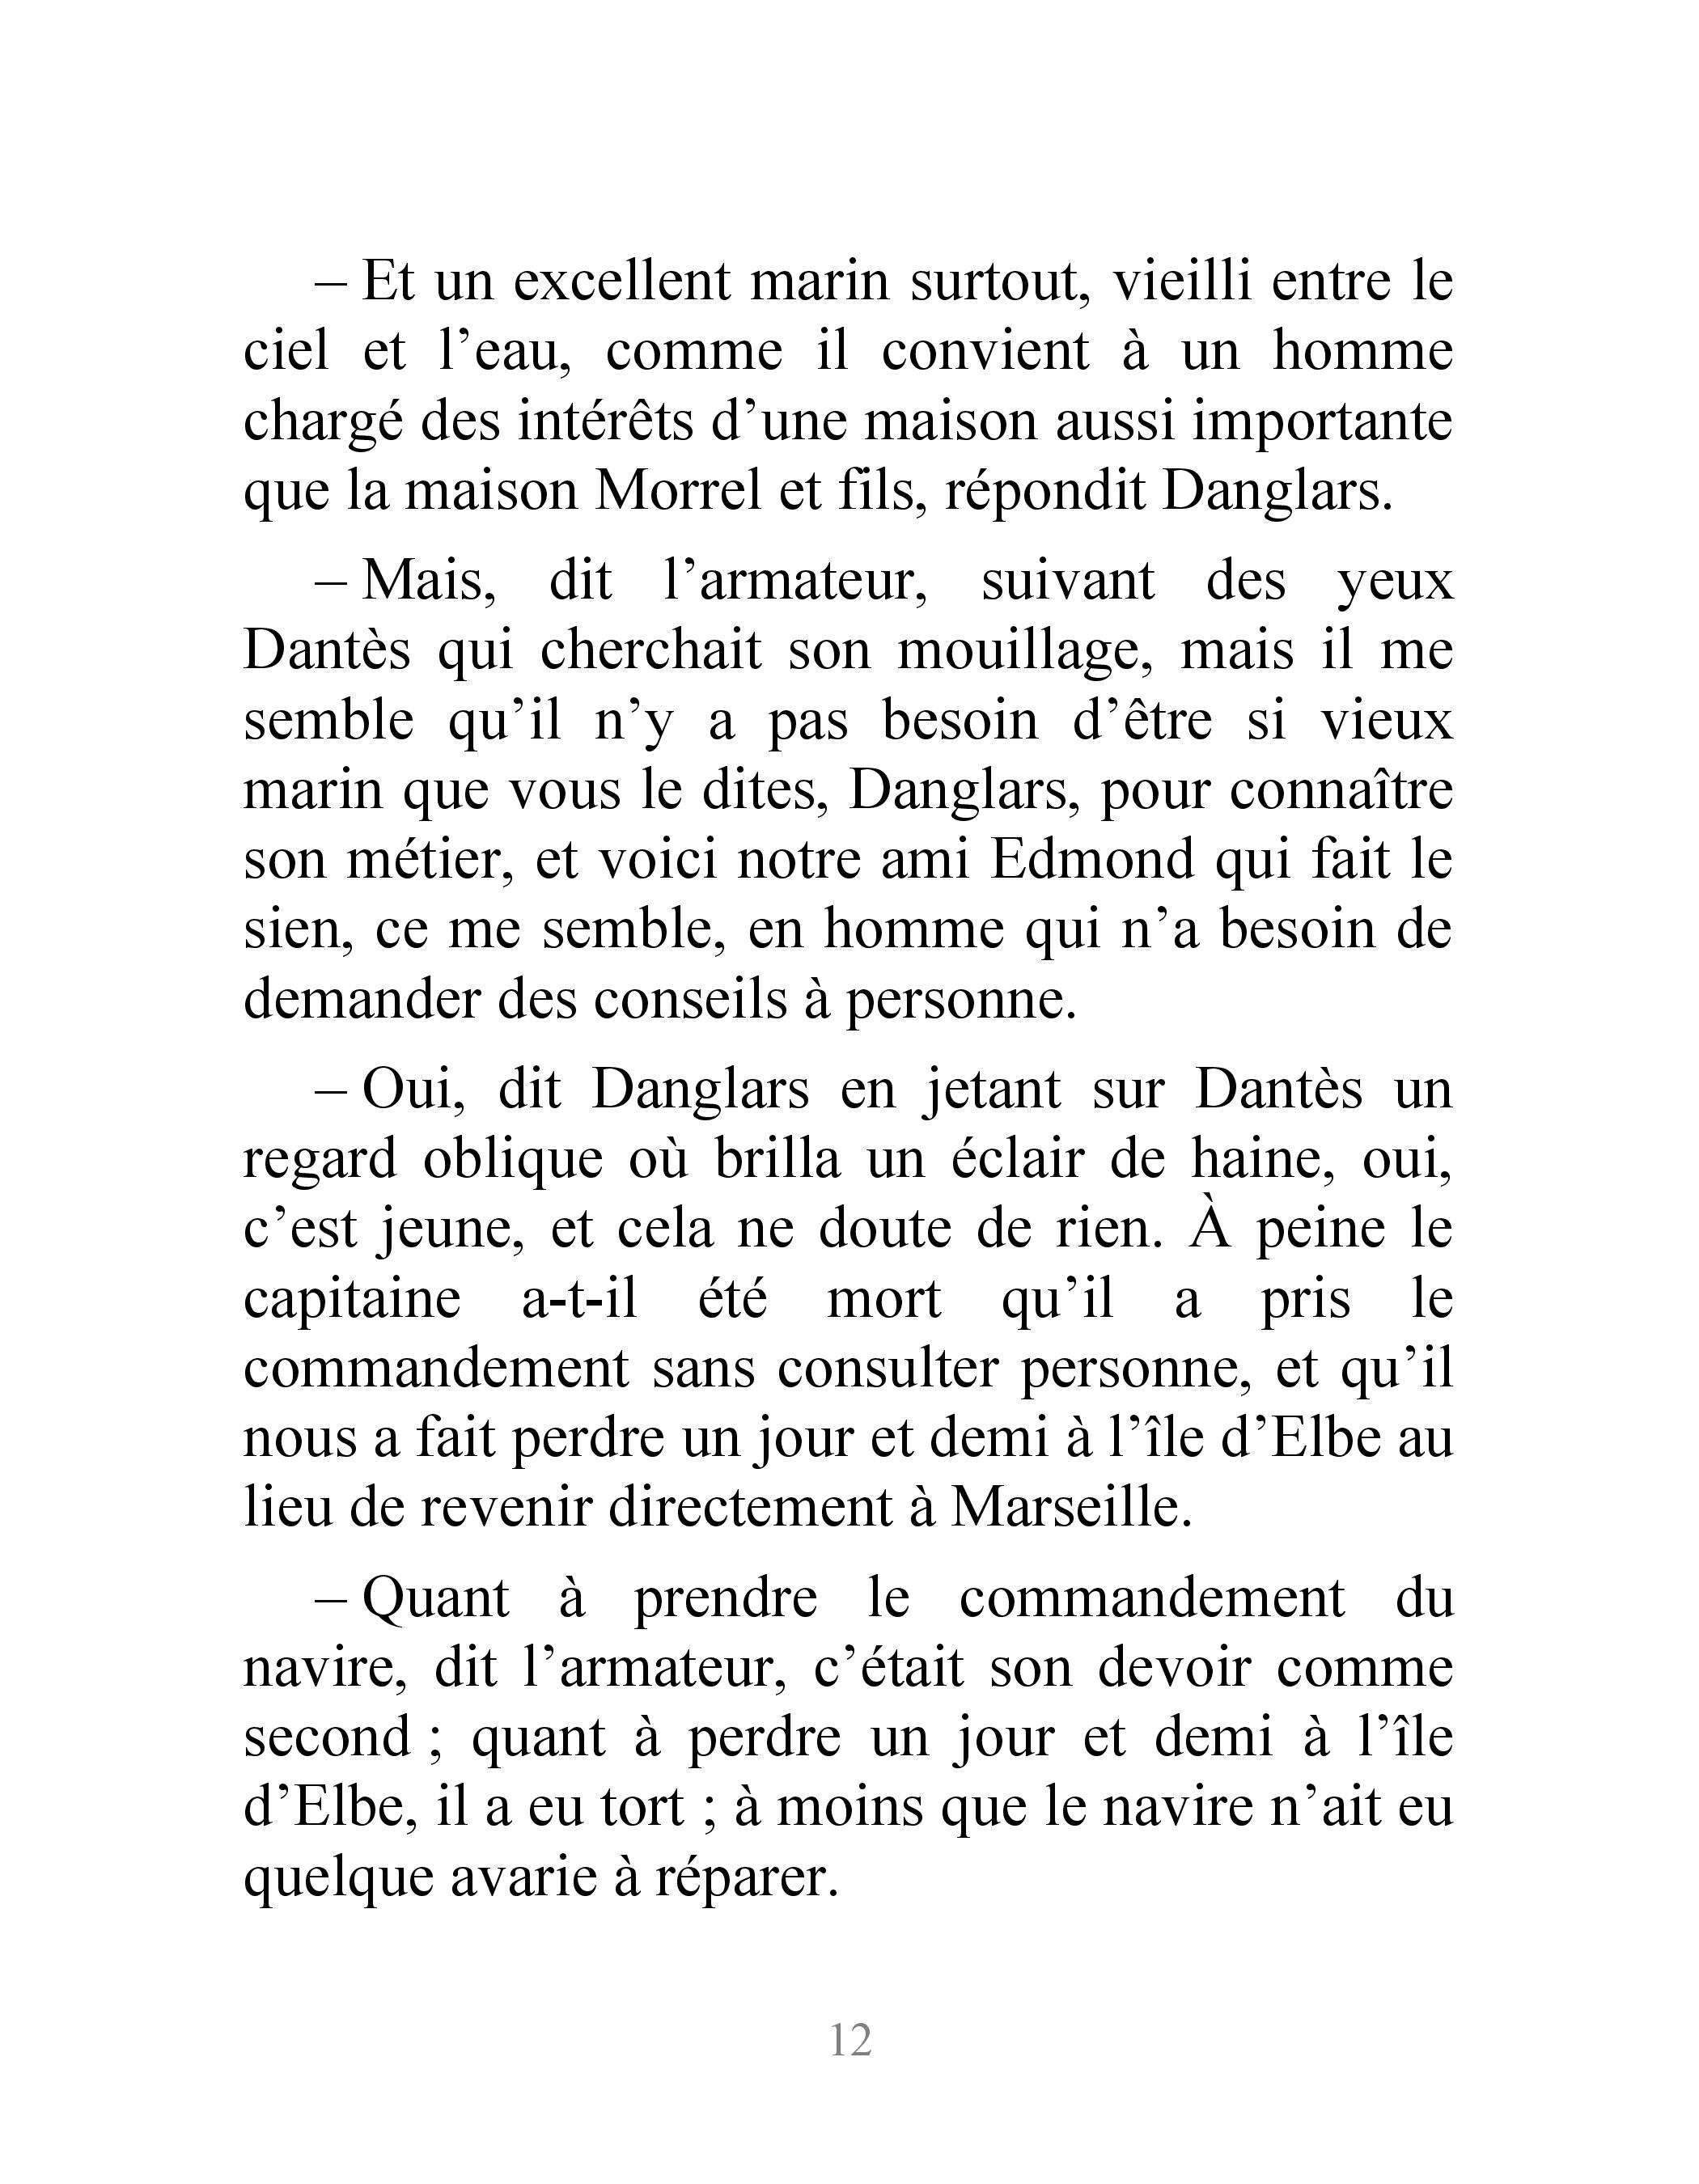 – Et un excellent marin surtout, vieilli entre le
ciel et l’eau, comme il convient à un homme
chargé des intérêts d’une maison aussi importante
que la maison Morrel et fils, répondit Danglars.
– Mais, dit l’armateur, suivant des yeux
Dantès qui cherchait son mouillage, mais il me
semble qu’il n’y a pas besoin d’être si vieux
marin que vous le dites, Danglars, pour connaître
son métier, et voici notre ami Edmond qui fait le
sien, ce me semble, en homme qui n’a besoin de
demander des conseils à personne.
– Oui, dit Danglars en jetant sur Dantès un
regard oblique où brilla un éclair de haine, oui,
c’est jeune, et cela ne doute de rien. À peine le
capitaine a-t-il été mort qu’il a pris le
commandement sans consulter personne, et qu’il
nous a fait perdre un jour et demi à l’île d’Elbe au
lieu de revenir directement à Marseille.
– Quant à prendre le commandement du
navire, dit l’armateur, c’était son devoir comme
second ; quant à perdre un jour et demi à l’île
d’Elbe, il a eu tort ; à moins que le navire n’ait eu
quelque avarie à réparer.
12